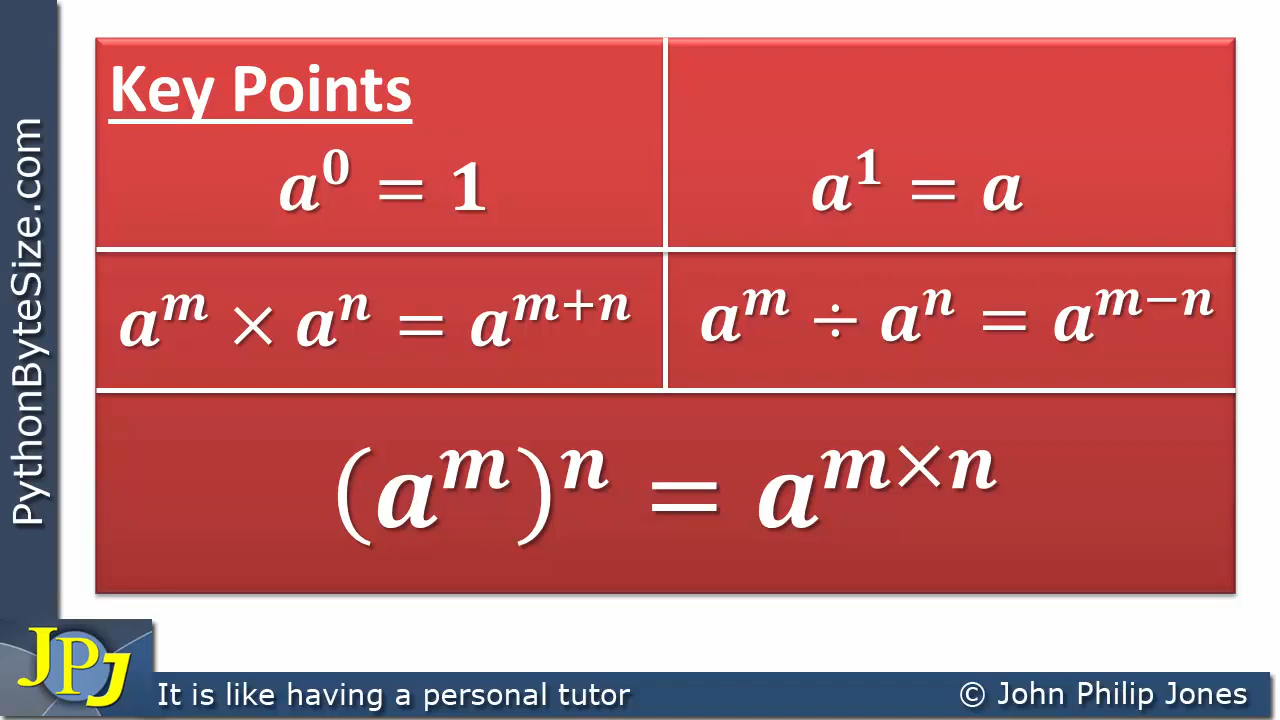 Key Points
a⁰ = 1
a¹ = a
aᵐ × aⁿ = aᵐ⁺ⁿ
aᵐ ÷ aⁿ = aᵐ⁻ⁿ
(aᵐ)ⁿ = aᵐ×ⁿ
PythonByteSize.com
JPJ
It is like having a personal tutor
© John Philip Jones